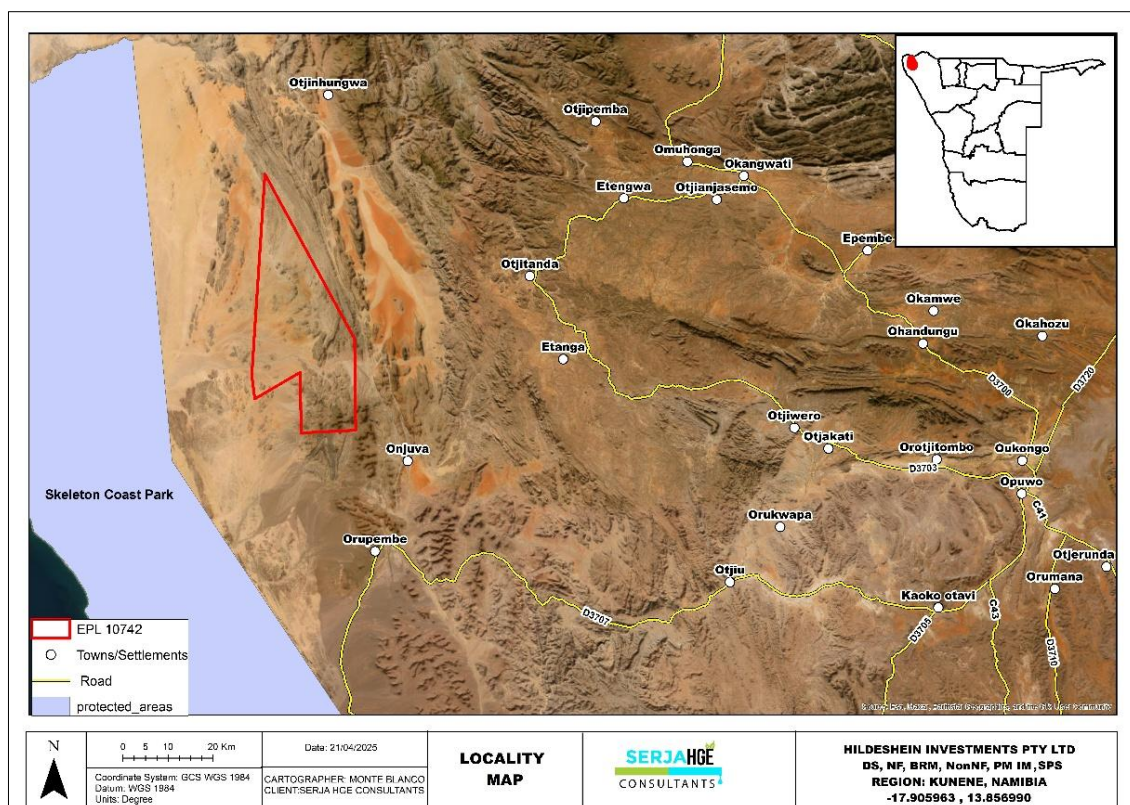 Otjinhungwa
Otjipemba
Omuhonga
Okangwati
Etengwa
Otjianjasemo
Epembe
Otjitanda
Okamwe
Ohandungu
Okahozu
Etanga
D3700
D3720
Otjiwero
Otjakati
Orotjitombo
Oukongo
D3703
Opuwo
Onjuva
Skeleton Coast Park
C41
Orukwapa
Orupembe
Otjerunda
Otjiu
Orumana
Kaoko otavi
D3707
D3705
C43
D3710
EPL 10742
Towns/Settlements
Road
protected_areas
N
0 5 10 20 Km
Coordinate System: GCS WGS 1984
Datum: WGS 1984
Units: Degree
Date: 21/04/2025
CARTOGRAPHER: MONTE BLANCO
CLIENT:SERJA HGE CONSULTANTS
LOCALITY
MAP
SERJA HGE
CONSULTANTS
HILDESHEIN INVESTMENTS PTY LTD
DS, NF, BRM, NonNF, PM IM ,SPS
REGION: KUNENE, NAMIBIA
-17.905963 , 13.856990